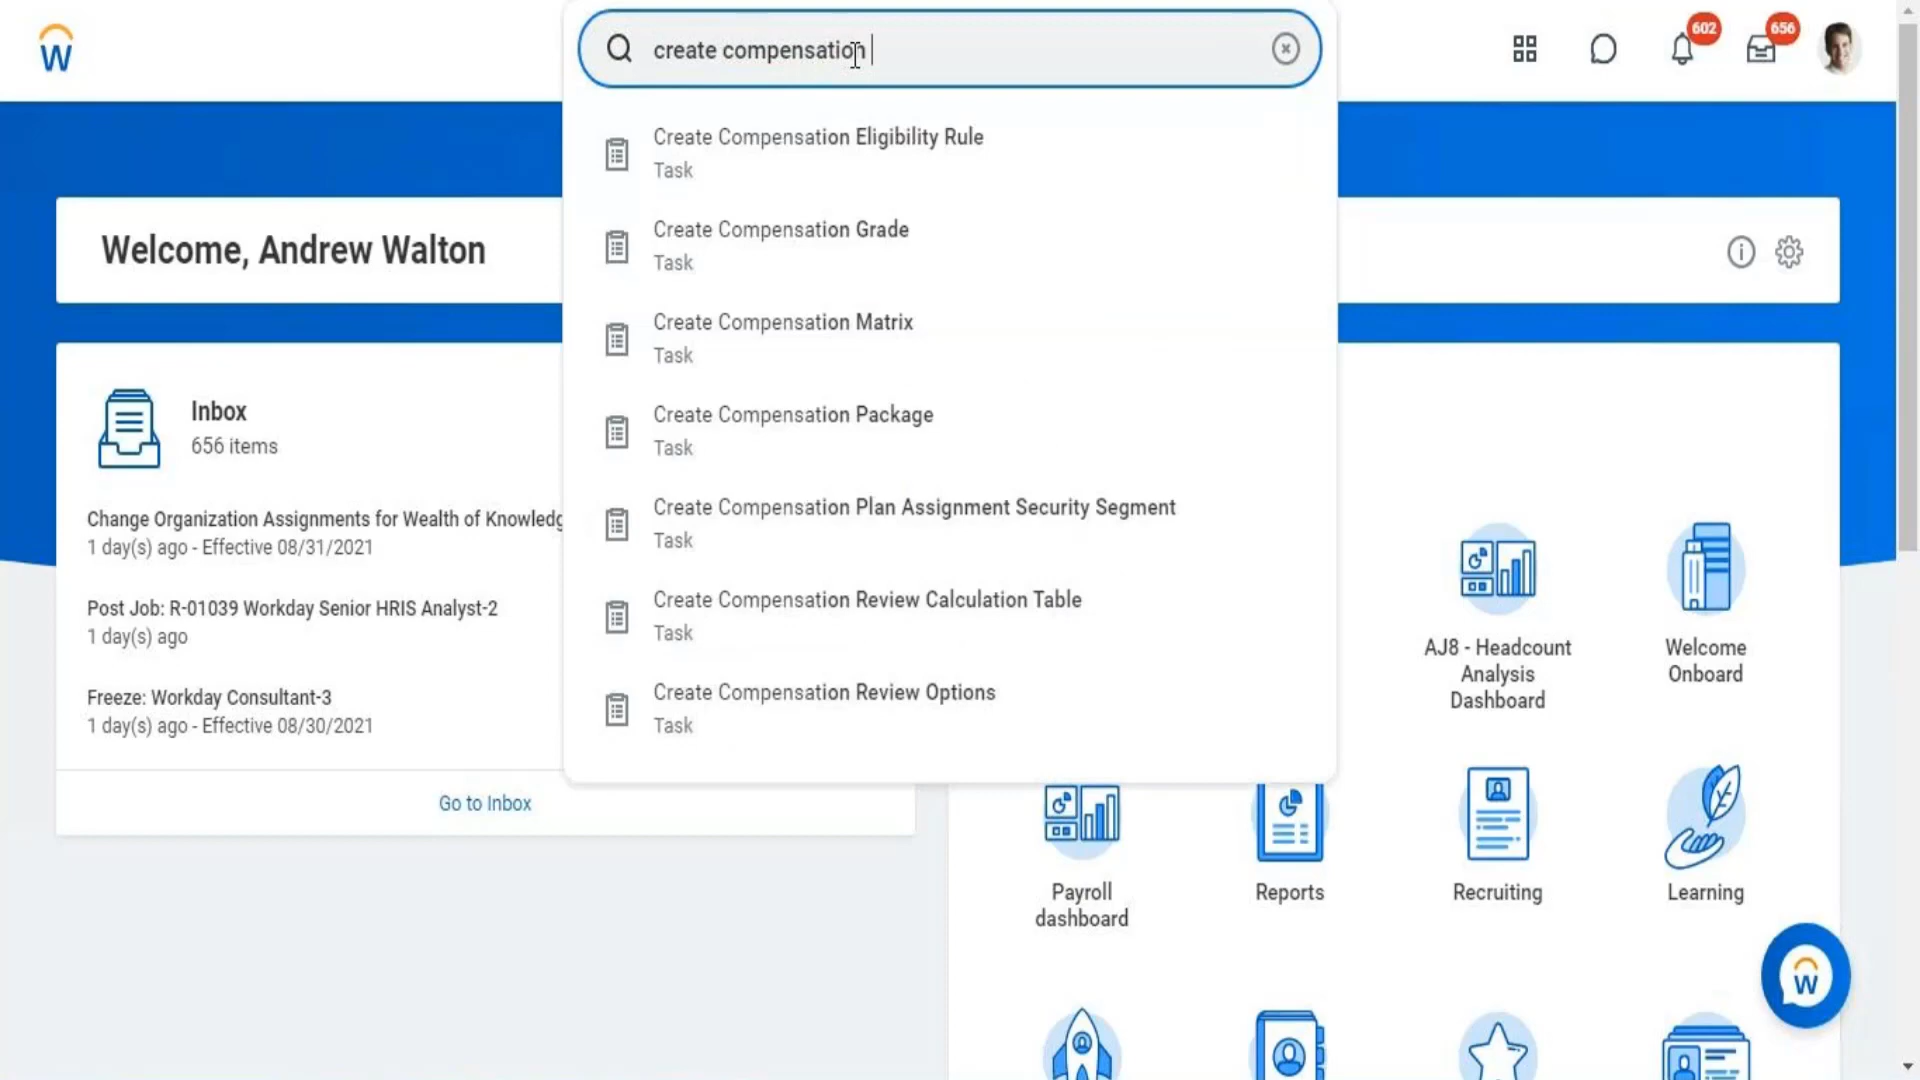 create compensation
602
656
Create Compensation Eligibility Rule
Task
Create Compensation Grade
Task
Create Compensation Matrix
Task
Create Compensation Package
Task
Create Compensation Plan Assignment Security Segment
Task
Create Compensation Review Calculation Table
Task
Create Compensation Review Options
Task
Welcome, Andrew Walton
Inbox
656 items
Change Organization Assignments for Wealth of Knowledg
1 day(s) ago - Effective 08/31/2021
Post Job: R-01039 Workday Senior HRIS Analyst-2
1 day(s) ago
Freeze: Workday Consultant-3
1 day(s) ago - Effective 08/30/2021
Go to Inbox
AJ8 - Headcount
Analysis
Dashboard
Welcome
Onboard
Payroll
dashboard
Reports
Recruiting
Learning